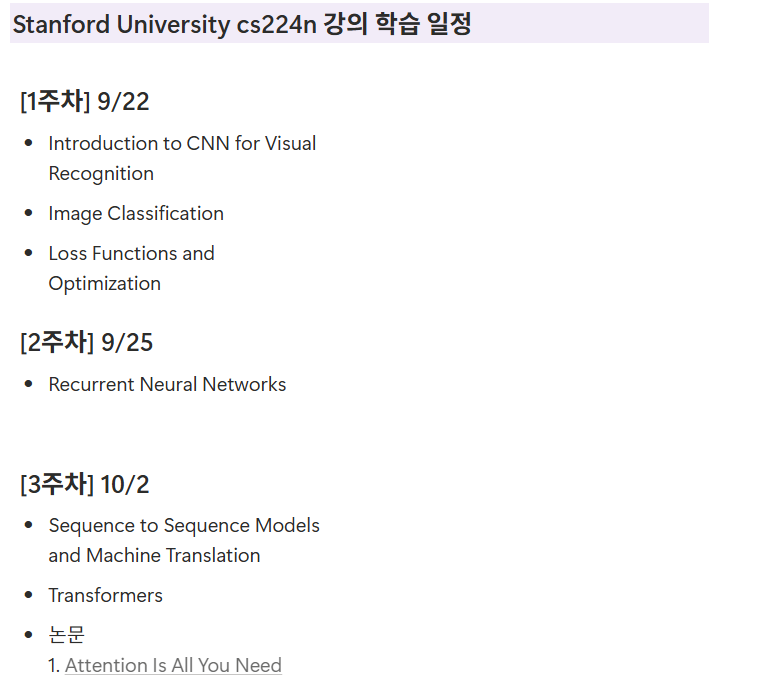 Stanford University cs224n 강의 학습 일정
[1주차] 9/22
• Introduction to CNN for Visual
Recognition
• Image Classification
• Loss Functions and
Optimization
[2주차] 9/25
• Recurrent Neural Networks
[3주차] 10/2
• Sequence to Sequence Models
and Machine Translation
• Transformers
• 논문
1. Attention Is All You Need